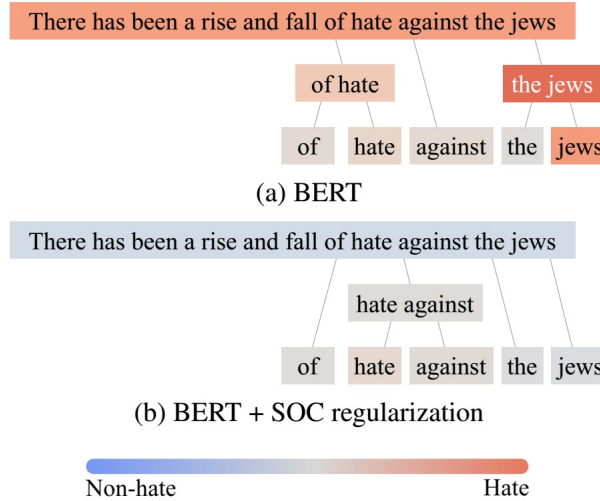 There has been a rise and fall of hate against the jews
of hate the jews
of hate against the jews
(a) BERT
There has been a rise and fall of hate against the jews
hate against
of hate against the jews
(b) BERT + SOC regularization
Non-hate Hate